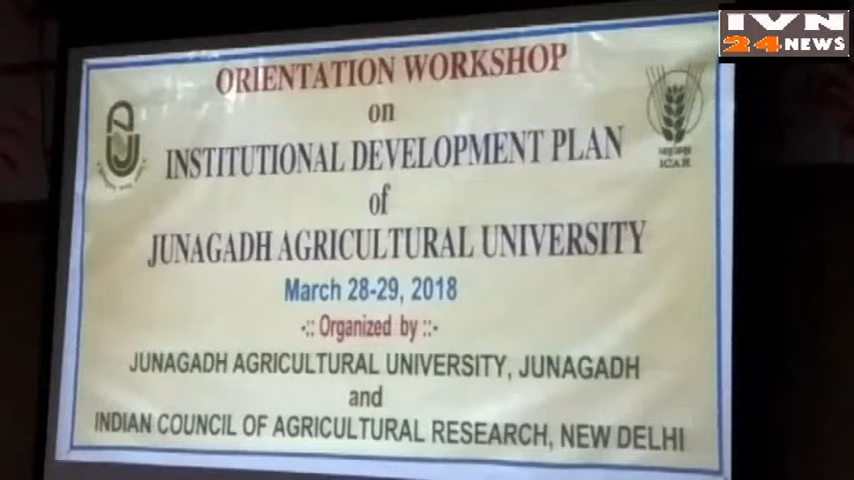 IVN
24 NEWS
ORIENTATION WORKSHOP
on
INSTITUTIONAL DEVELOPMENT PLAN
of
JUNAGADH AGRICULTURAL UNIVERSITY
March 28-29, 2018
-:: Organized by ::-
JUNAGADH AGRICULTURAL UNIVERSITY, JUNAGADH
and
INDIAN COUNCIL OF AGRICULTURAL RESEARCH, NEW DELHI
ICAR